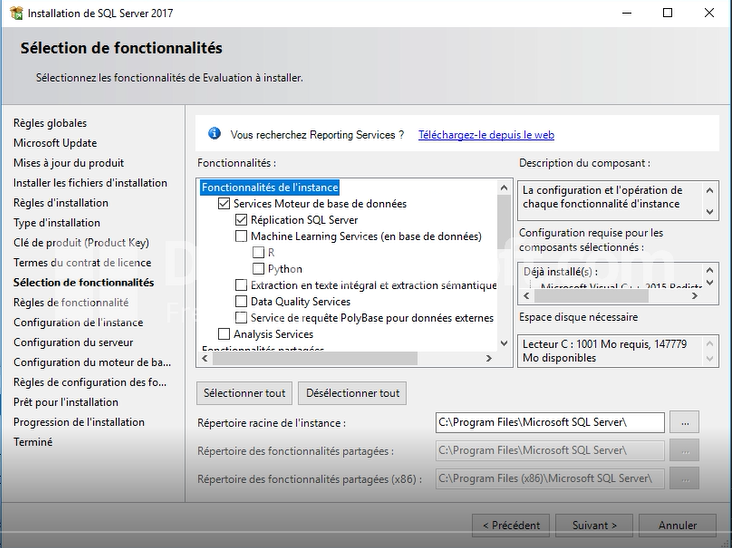 Installation de SQL Server 2017
Sélection de fonctionnalités
Sélectionnez les fonctionnalités de Evaluation à installer.
Règles globales
Microsoft Update
Mises à jour du produit
Installer les fichiers d'installation
Règles d'installation
Type d'installation
Clé de produit (Product Key)
Termes du contrat de licence
Sélection de fonctionnalités
Règles de fonctionnalité
Configuration de l'instance
Configuration du serveur
Configuration du moteur de ba...
Règles de configuration des fo...
Prêt pour l'installation
Progression de l'installation
Terminé
Vous recherchez Reporting Services ? Téléchargez-le depuis le web
Fonctionnalités :
Fonctionnalités de l'instance
Services Moteur de base de données
Réplication SQL Server
Machine Learning Services (en base de données)
R
Python
Extraction en texte intégral et extraction sémantique
Data Quality Services
Service de requête PolyBase pour données externes
Analysis Services
Fonctionnalités partagées
Description du composant :
La configuration et l'opération de
chaque fonctionnalité d'instance
Configuration requise pour les
composants sélectionnés :
Déjà installé(s) :
Microsoft Visual C++ 2015 Redistr
Espace disque nécessaire
Lecteur C : 1001 Mo requis, 147779
Mo disponibles
Sélectionner tout
Désélectionner tout
Répertoire racine de l'instance :
C:\Program Files\Microsoft SQL Server\
...
Répertoire des fonctionnalités partagées :
C:\Program Files\Microsoft SQL Server\
...
Répertoire des fonctionnalités partagées (x86) :
C:\Program Files (x86)\Microsoft SQL Server\
...
< Précédent
Suivant >
Annuler